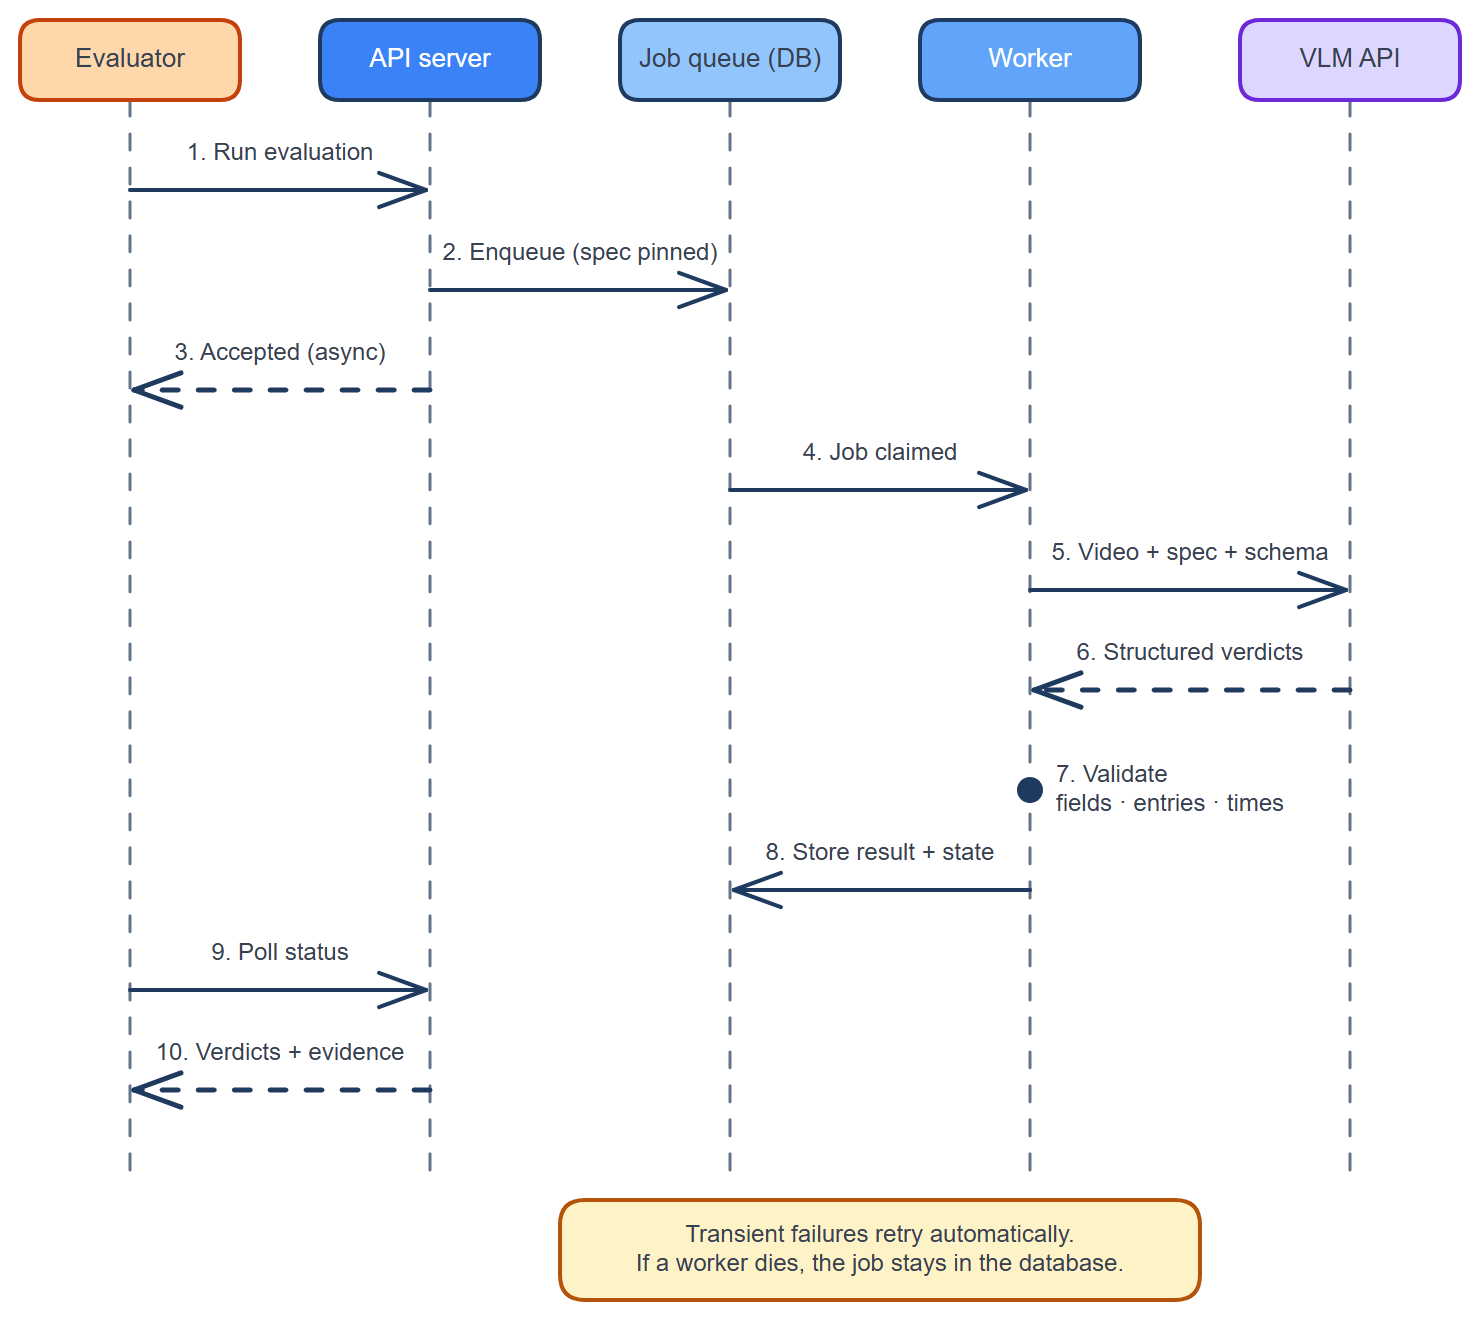 Evaluator
API server
Job queue (DB)
Worker
VLM API
1. Run evaluation
2. Enqueue (spec pinned)
3. Accepted (async)
4. Job claimed
5. Video + spec + schema
6. Structured verdicts
7. Validate
fields · entries · times
8. Store result + state
9. Poll status
10. Verdicts + evidence
Transient failures retry automatically.
If a worker dies, the job stays in the database.